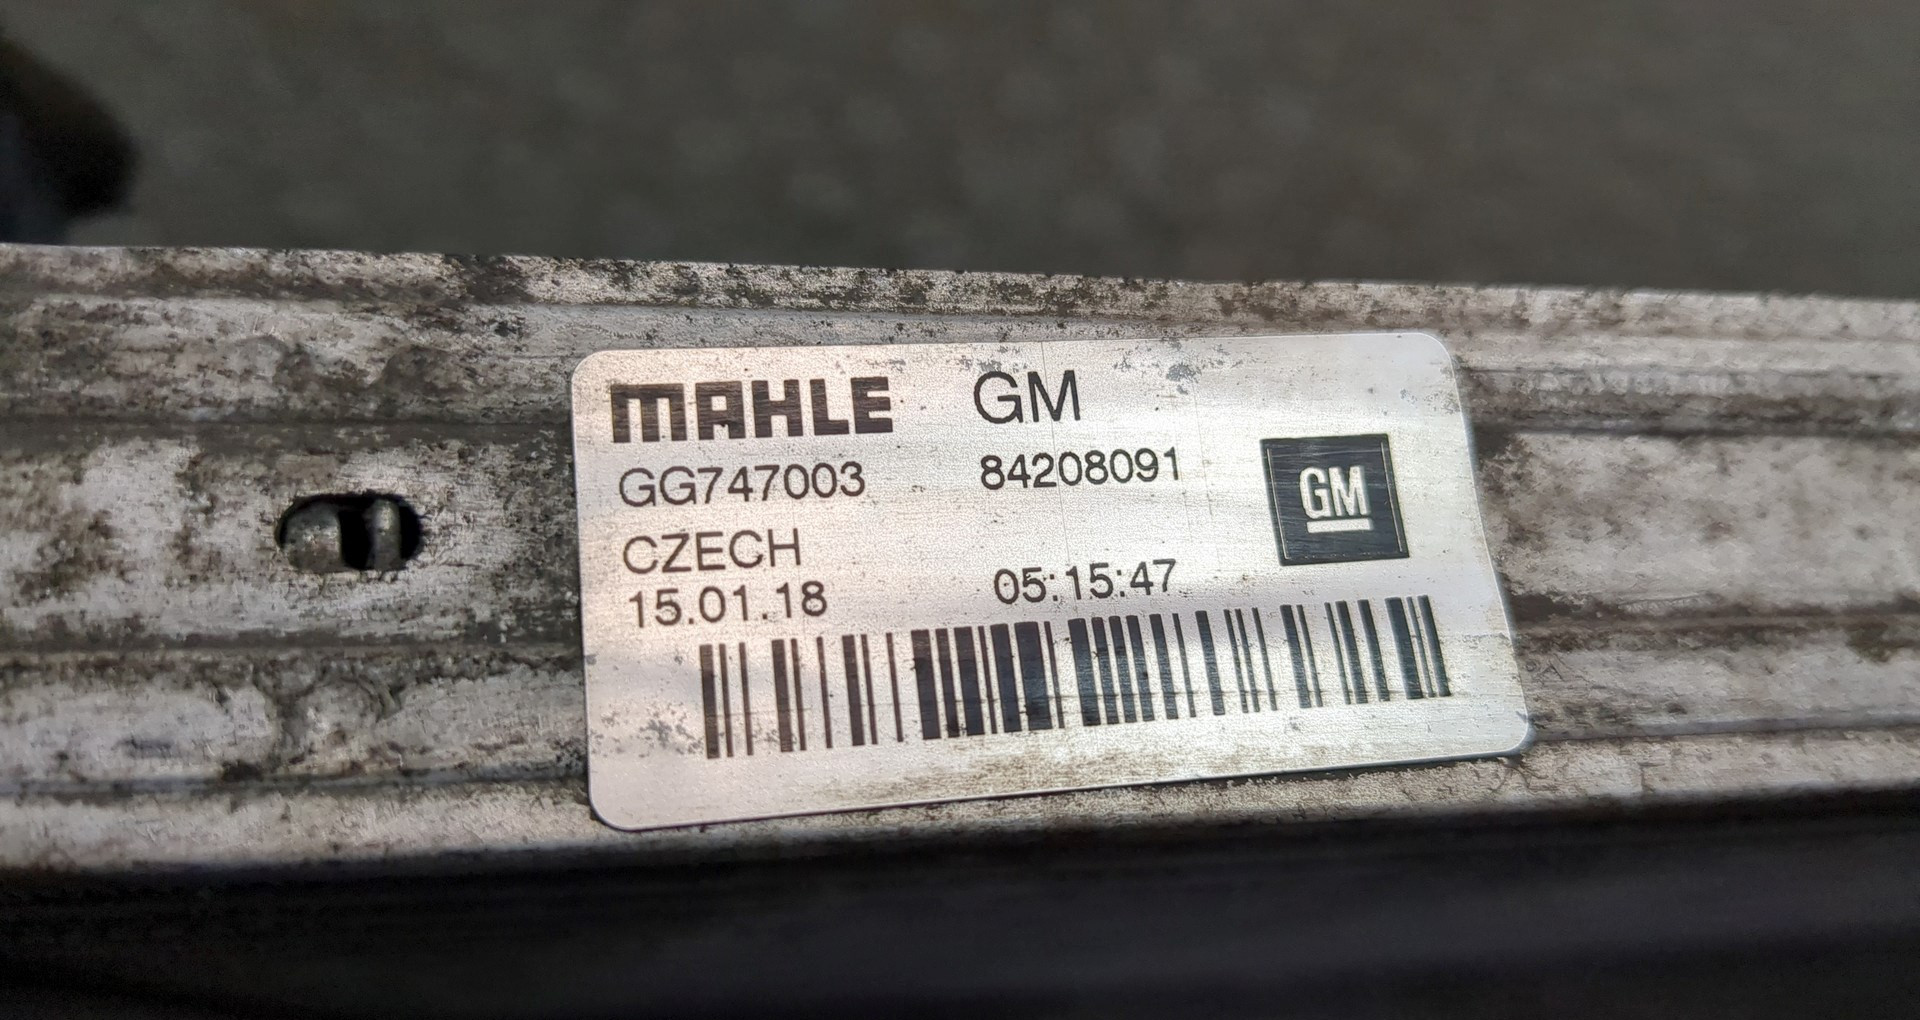 MAHLE GM
GG747003 84208091
GM
CZECH
15.01.18 05:15:47